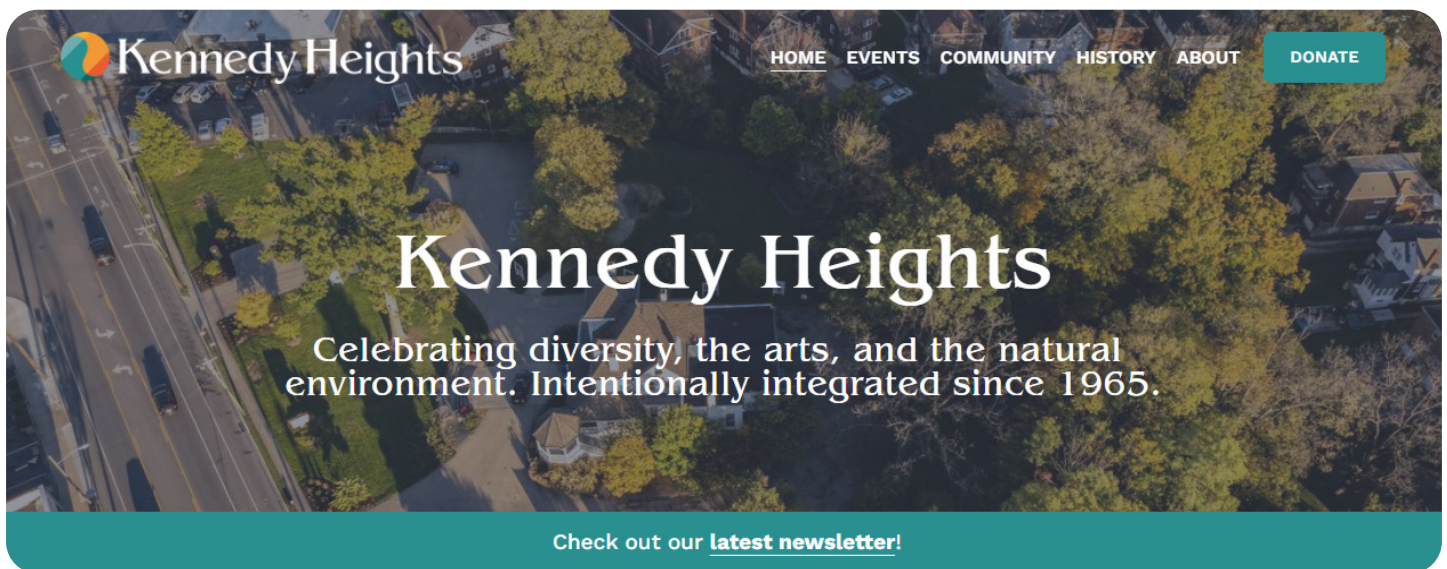 Kennedy Heights
HOME EVENTS COMMUNITY HISTORY ABOUT DONATE
Kennedy Heights
Celebrating diversity, the arts, and the natural
environment. Intentionally integrated since 1965.
Check out our latest newsletter!